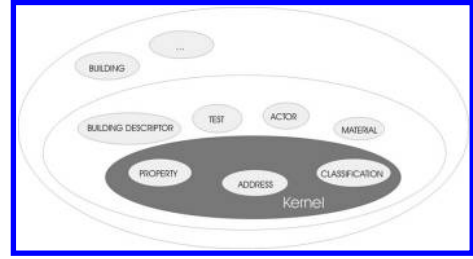 ...
BUILDING
TEST
ACTOR
BUILDING DESCRIPTOR
MATERIAL
PROPERTY
ADDRESS
CLASSIFICATION
Kernel